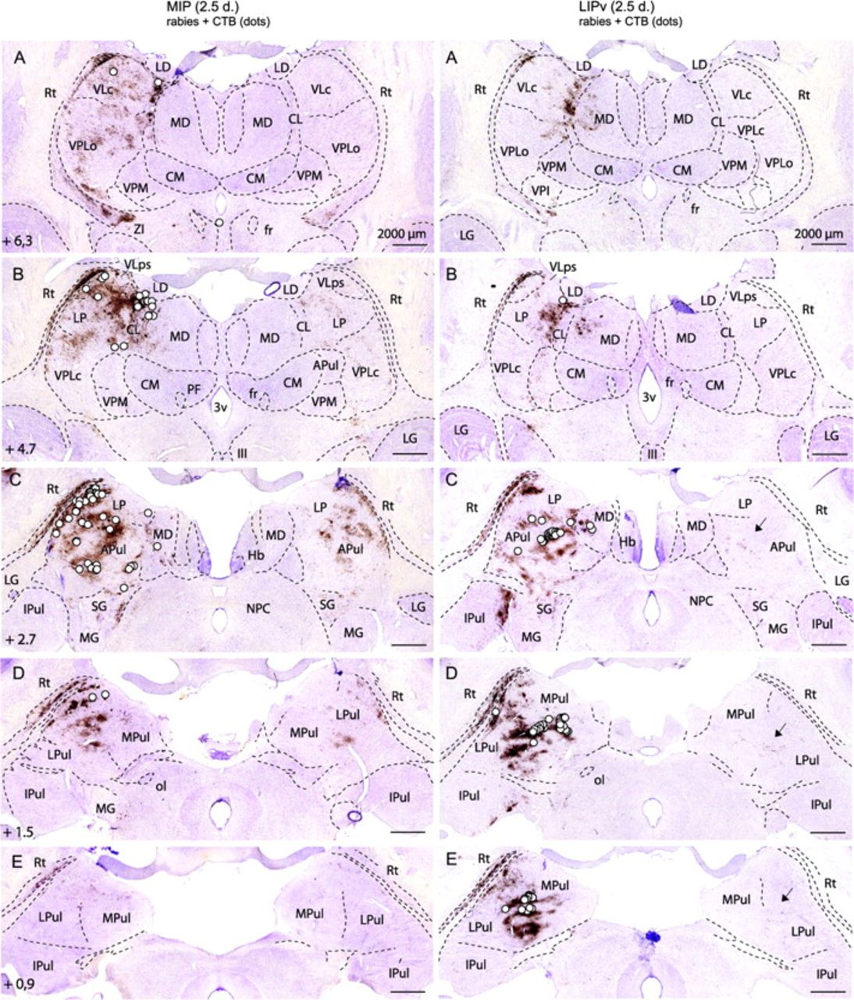 MIP (2.5 d.)
rabies + CTB (dots)
LIPv (2.5 d.)
rabies + CTB (dots)
A
LD
LD
Rt
VLc
VLc
Rt
MD
MD
CL
VPLo
VPLo
VPM
CM
CM
VPM
ZI
fr
+ 6,3
2000 µm
A
LD
LD
Rt
VLc
VLc
Rt
MD
MD
CL
VPLc
VPLo
VPM
CM
CM
VPM
VPLo
VPI
fr
LG
2000 µm
B
VLps
VLps
Rt
LD
LD
Rt
LP
CL
MD
MD
CL
LP
VPLc
CM
PF
fr
CM
APul
VPLc
VPM
3v
VPM
LG
+ 4.7
III
B
VLps
Rt
LD
LD
VLps
Rt
LP
CL
MD
MD
CL
LP
VPLc
CM
fr
CM
VPLc
3v
LG
LG
III
C
Rt
LP
LP
Rt
MD
MD
APul
Hb
APul
LG
IPul
SG
NPC
SG
LG
MG
MG
+ 2.7
C
Rt
LP
LP
Rt
MD
MD
APul
Hb
APul
LG
IPul
SG
NPC
SG
MG
MG
IPul
D
Rt
Rt
LPul
MPul
MPul
LPul
ol
IPul
MG
IPul
+ 1.5
D
Rt
MPul
MPul
Rt
LPul
LPul
ol
IPul
IPul
E
Rt
Rt
LPul
MPul
MPul
LPul
IPul
IPul
+ 0,9
E
Rt
MPul
MPul
Rt
LPul
LPul
IPul
IPul